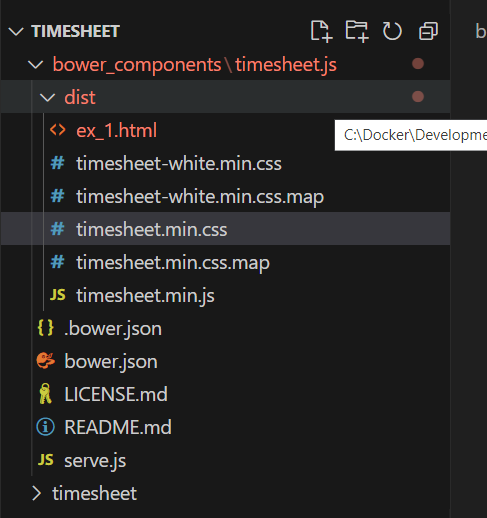 TIMESHEET
b
bower_components\timesheet.js
dist
<> ex_1.html
C:\Docker\Developme
# timesheet-white.min.css
# timesheet-white.min.css.map
# timesheet.min.css
# timesheet.min.css.map
JS timesheet.min.js
{} .bower.json
bower.json
LICENSE.md
README.md
JS serve.js
timesheet